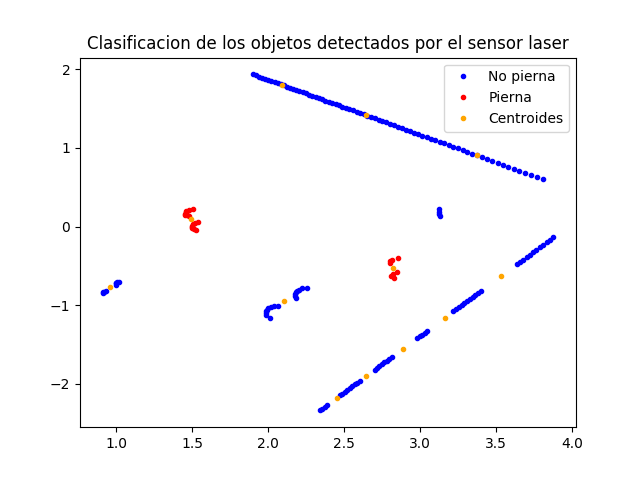 Clasificacion de los objetos detectados por el sensor laser
No pierna
Pierna
Centroides
2
1
0
−1
−2
1.0 1.5 2.0 2.5 3.0 3.5 4.0